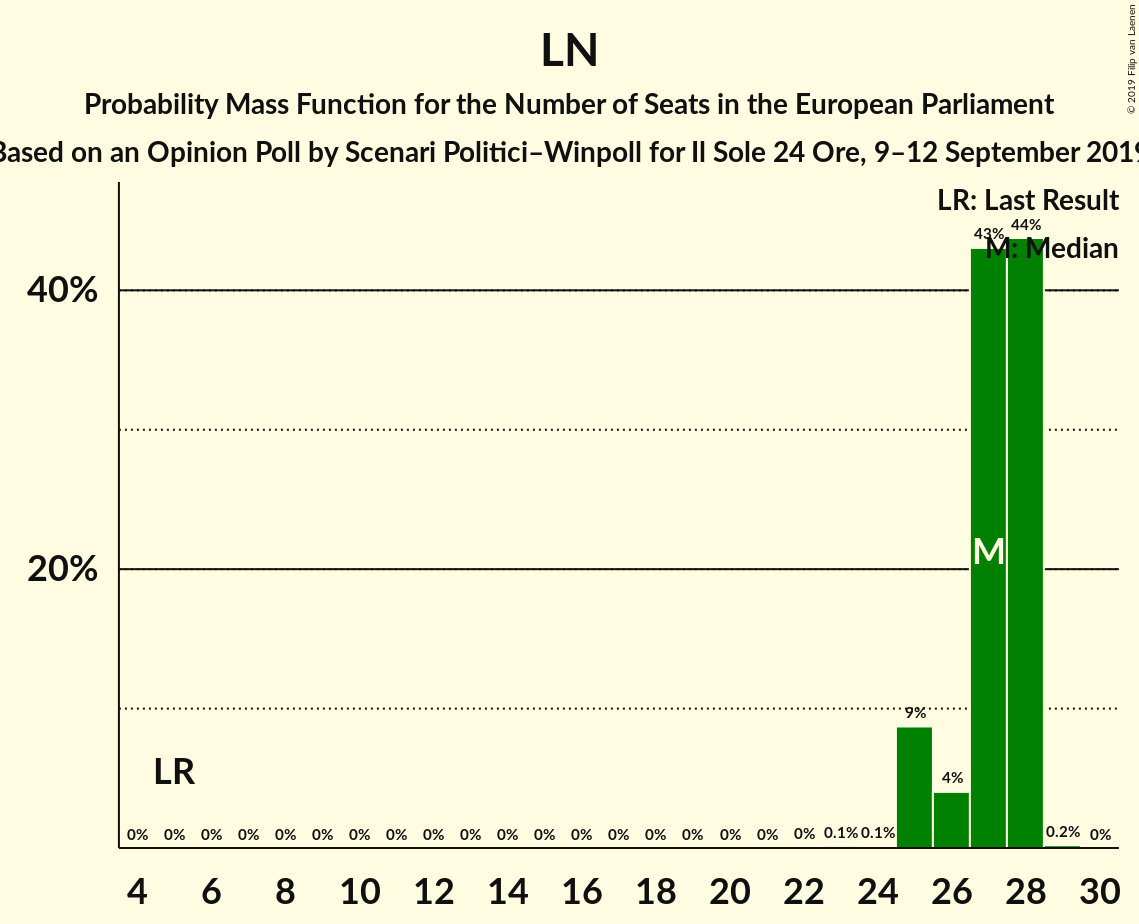 © 2019 Filip van Laenen
LN
Probability Mass Function for the Number of Seats in the European Parliament
Based on an Opinion Poll by Scenari Politici–Winpoll for Il Sole 24 Ore, 9–12 September 2019
LR: Last Result
M: Median
40%
20%
LR
M
0% 0% 0% 0% 0% 0% 0% 0% 0% 0% 0% 0% 0% 0% 0% 0% 0% 0% 0% 0.1% 0.1% 9% 4% 43% 44% 0.2% 0%
4 6 8 10 12 14 16 18 20 22 24 26 28 30